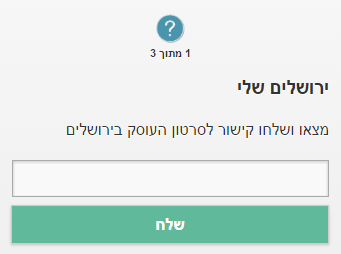 ?
1 מתוך 3
ירושלים שלי
מצאו ושלחו קישור לסרטון העוסק בירושלים
שלח